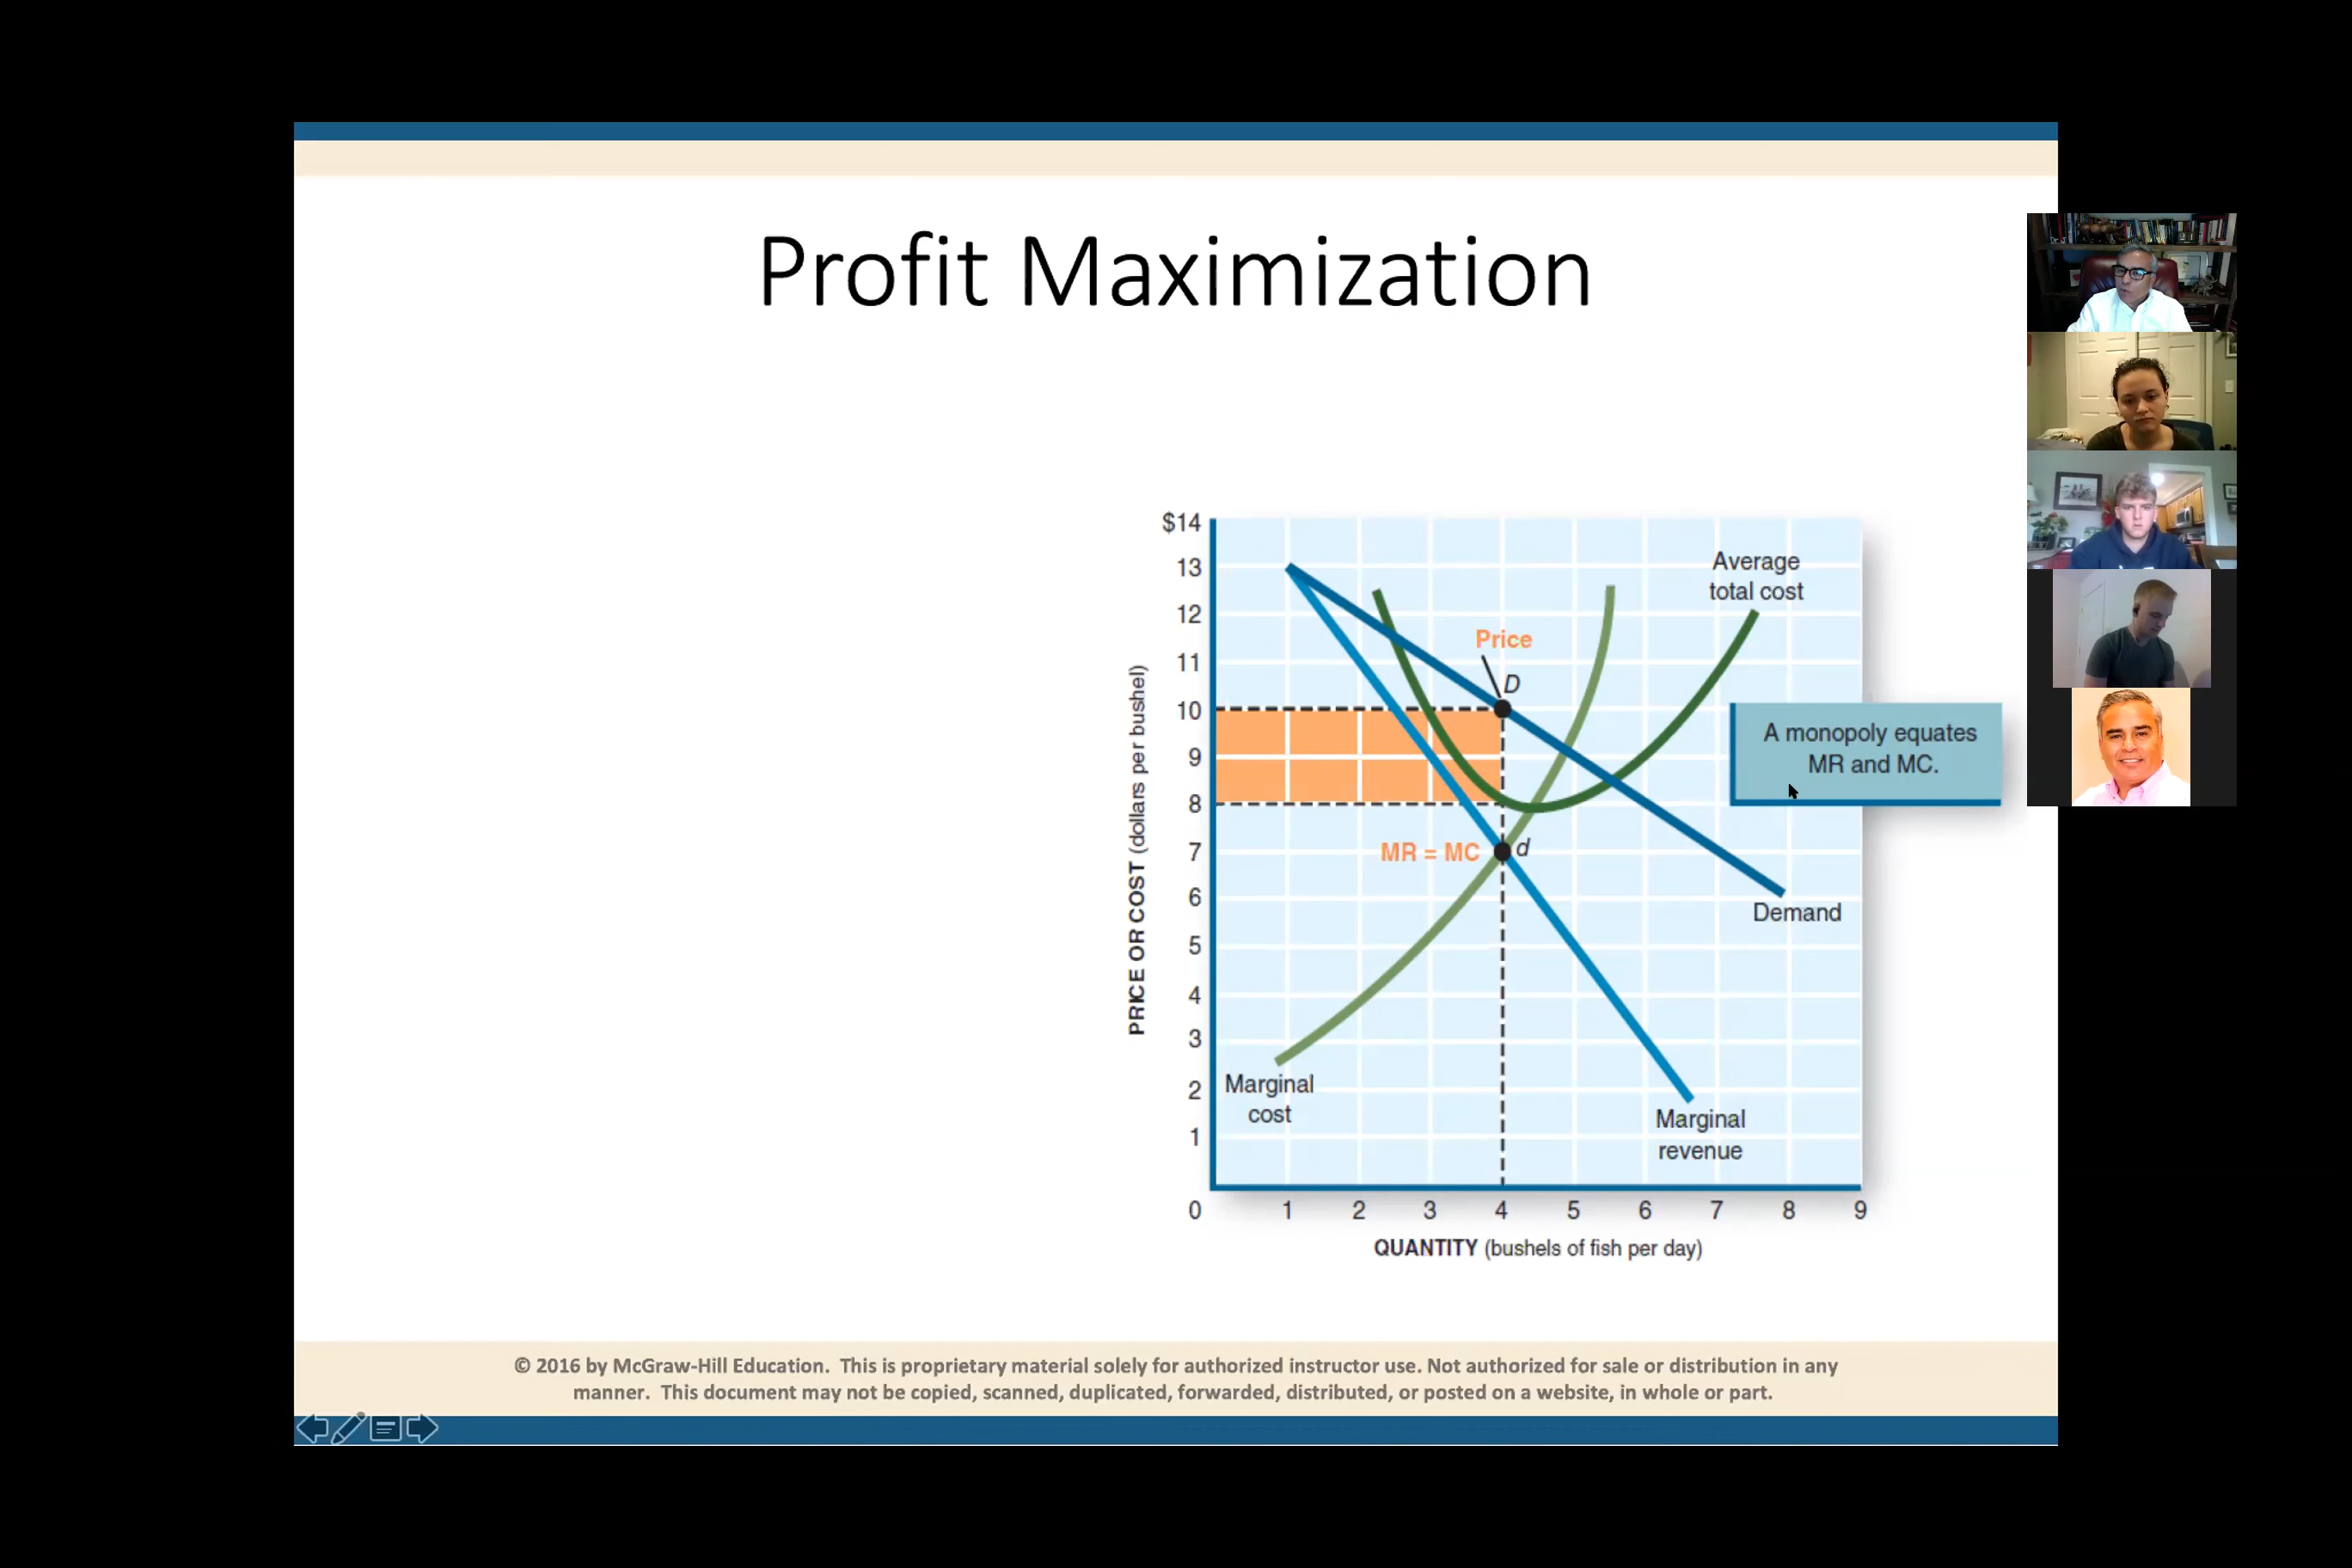 Profit Maximization
$14
13
12
11
10
9
8
7
6
5
4
3
2
1
0
PRICE OR COST (dollars per bushel)
Average
total cost
Price
D
A monopoly equates
MR and MC.
MR = MC
d
Demand
Marginal
cost
Marginal
revenue
1 2 3 4 5 6 7 8 9
QUANTITY (bushels of fish per day)
© 2016 by McGraw-Hill Education. This is proprietary material solely for authorized instructor use. Not authorized for sale or distribution in any
manner. This document may not be copied, scanned, duplicated, forwarded, distributed, or posted on a website, in whole or part.